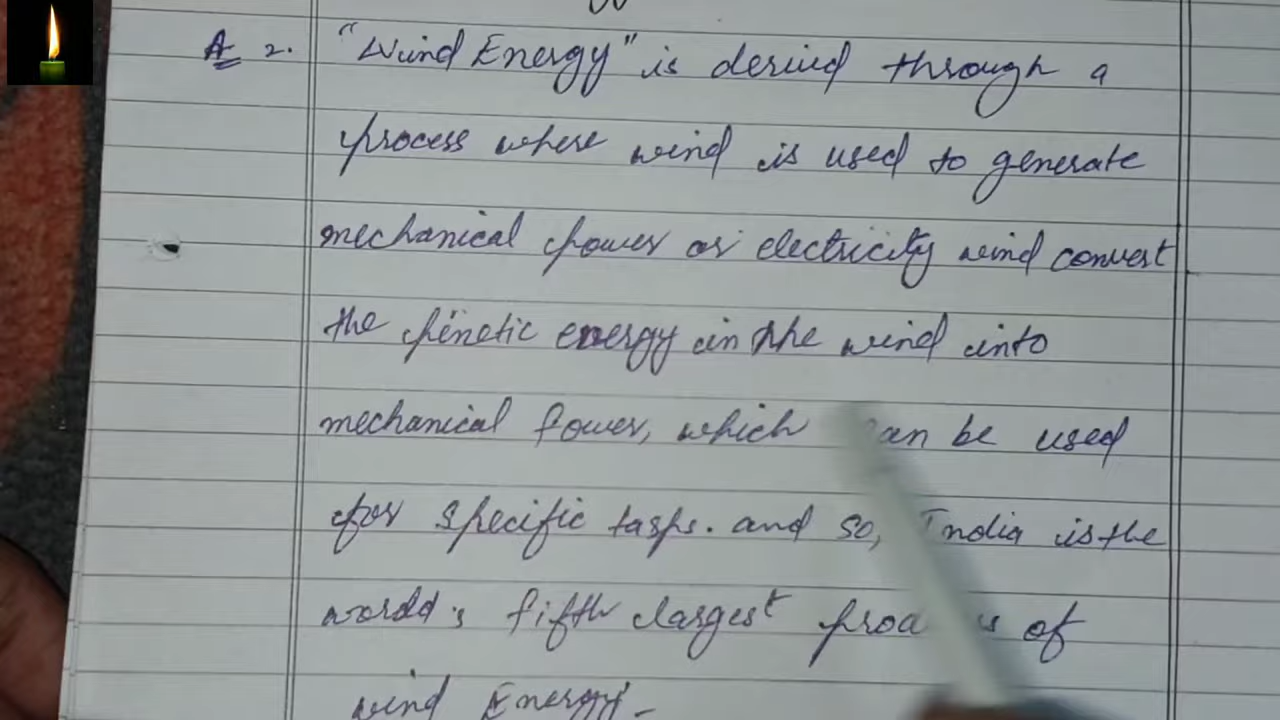 A 2. "Wind Energy" is derived through a
process where wind is used to generate
mechanical power or electricity wind convert
the kinetic energy in the wind into
mechanical power, which can be used
for specific tasks. and so, India is the
world's fifth largest of
wind Energy-